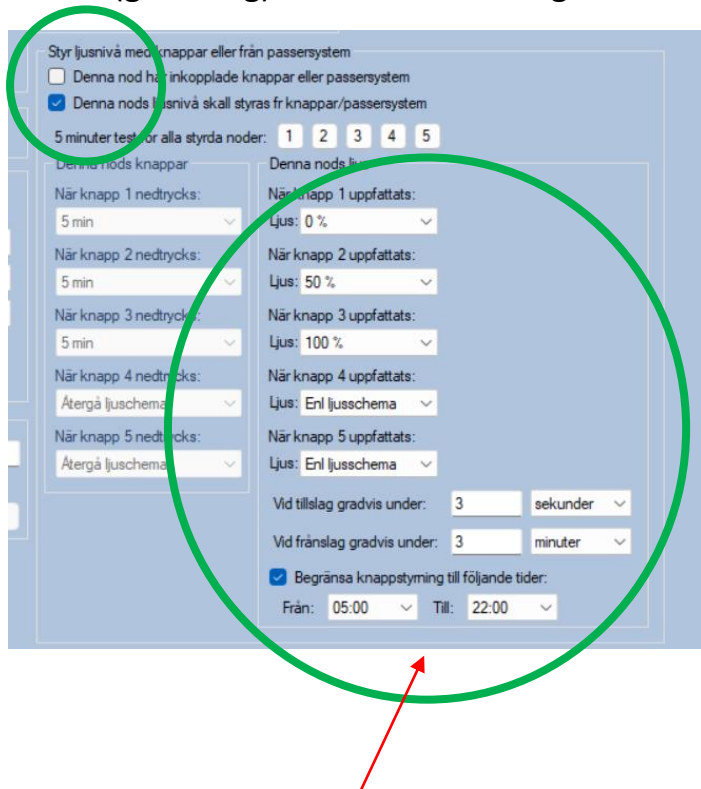 Styr ljusnivå med knappar eller från passersystem
Denna nod har inkopplade knappar eller passersystem
Denna nods ljusnivå skall styras fr knappar/passersystem
5 minuter test för alla styrda noder: 1 2 3 4 5
Denna nods knappar
När knapp 1 nedtrycks:
5 min
När knapp 2 nedtrycks:
5 min
När knapp 3 nedtrycks:
5 min
När knapp 4 nedtrycks:
Återgå ljuschema
När knapp 5 nedtrycks:
Återgå ljuschema
Denna nods ljus
När knapp 1 uppfattats:
Ljus: 0 %
När knapp 2 uppfattats:
Ljus: 50 %
När knapp 3 uppfattats:
Ljus: 100 %
När knapp 4 uppfattats:
Ljus: Enl ljusschema
När knapp 5 uppfattats:
Ljus: Enl ljusschema
Vid tillslag gradvis under: 3 sekunder
Vid frånslag gradvis under: 3 minuter
Begränsa knappstyrning till följande tider:
Från: 05:00 Till: 22:00